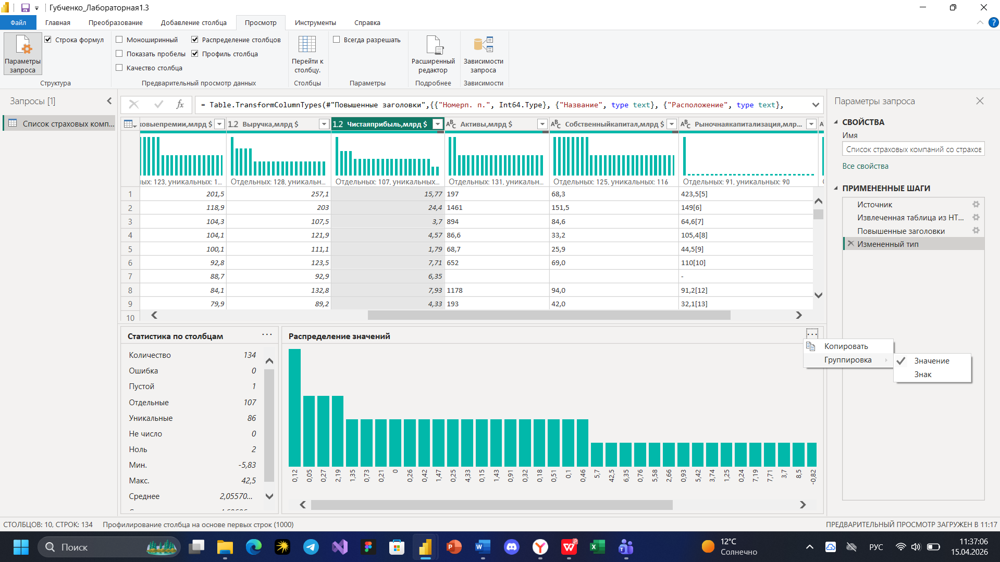 Губченко_Лабораторная1.3
Файл
Главная
Преобразование
Добавление столбца
Просмотр
Инструменты
Справка
Параметры запроса
Строка формул
Структура
Моноширинный
Показать пробелы
Качество столбца
Распределение столбцов
Профиль столбца
Предварительный просмотр данных
Перейти к столбцу.
Столбцы
Всегда разрешать
Параметры
Расширенный редактор
Подробнее
Зависимости запроса
Зависимости
Запросы [1]
Список страховых комп...
fx
= Table.TransformColumnTypes(#"Повышенные заголовки",{{"Номерп. п.", Int64.Type}, {"Название", type text}, {"Расположение", type text},
ковыепремии,млрд $
1.2 Выручка,млрд $
1.2 Чистаяприбыль,млрд $
ABC Активы,млрд $
ABC Собственныйкапитал,млрд $
ABC Рыночнаякапитализация,млр...
ных: 123, уникальных: 1...
Отдельных: 128, уникальн...
Отдельных: 107, уникальных...
Отдельных: 131, уникальн...
Отдельных: 125, уникальных: 116
Отдельных: 91, уникальных: 90
1 201,5 257,1 15,77 197 68,3 423,5[5]
2 118,9 203 24,4 1461 151,5 149[6]
3 104,3 107,5 3,7 894 84,6 64,6[7]
4 104,1 121,9 4,57 86,6 33,2 105,4[8]
5 100,1 111,1 1,79 68,7 25,9 44,5[9]
6 92,8 123,5 7,71 652 69,0 110[10]
7 88,7 92,9 6,35 -
8 84,1 132,8 7,93 1178 94,0 91,2[12]
9 79,9 89,2 4,33 193 42,0 32,1[13]
10
Статистика по столбцам ...
Количество 134
Ошибка 0
Пустой 1
Отдельные 107
Уникальные 86
Не число 0
Ноль 2
Мин. -5,83
Макс. 42,5
Среднее 2,05570...
Распределение значений ...
0,12 0,05 0,27 2,19 1,35 0,73 0,21 0 0,26 0,42 1,47 0,25 4,33 0,15 1,43 0,91 0,32 0,18 0,51 0,1 0,46 5,7 42,5 6,35 0,76 5,58 2,66 0,93 5,42 3,74 1,25 0,24 7,19 7,71 3,7 8,5 -0,82
Копировать
Группировка
Значение
Знак
Параметры запроса
СВОЙСТВА
Имя
Список страховых компаний со страхов
Все свойства
ПРИМЕНЕННЫЕ ШАГИ
Источник
Извлеченная таблица из HT...
Повышенные заголовки
Измененный тип
СТОЛБЦОВ: 10, СТРОК: 134
Профилирование столбца на основе первых строк (1000)
ПРЕДВАРИТЕЛЬНЫЙ ПРОСМОТР ЗАГРУЖЕН В 11:17
Поиск
12°C
Солнечно
РУС
11:37:06
15.04.2026